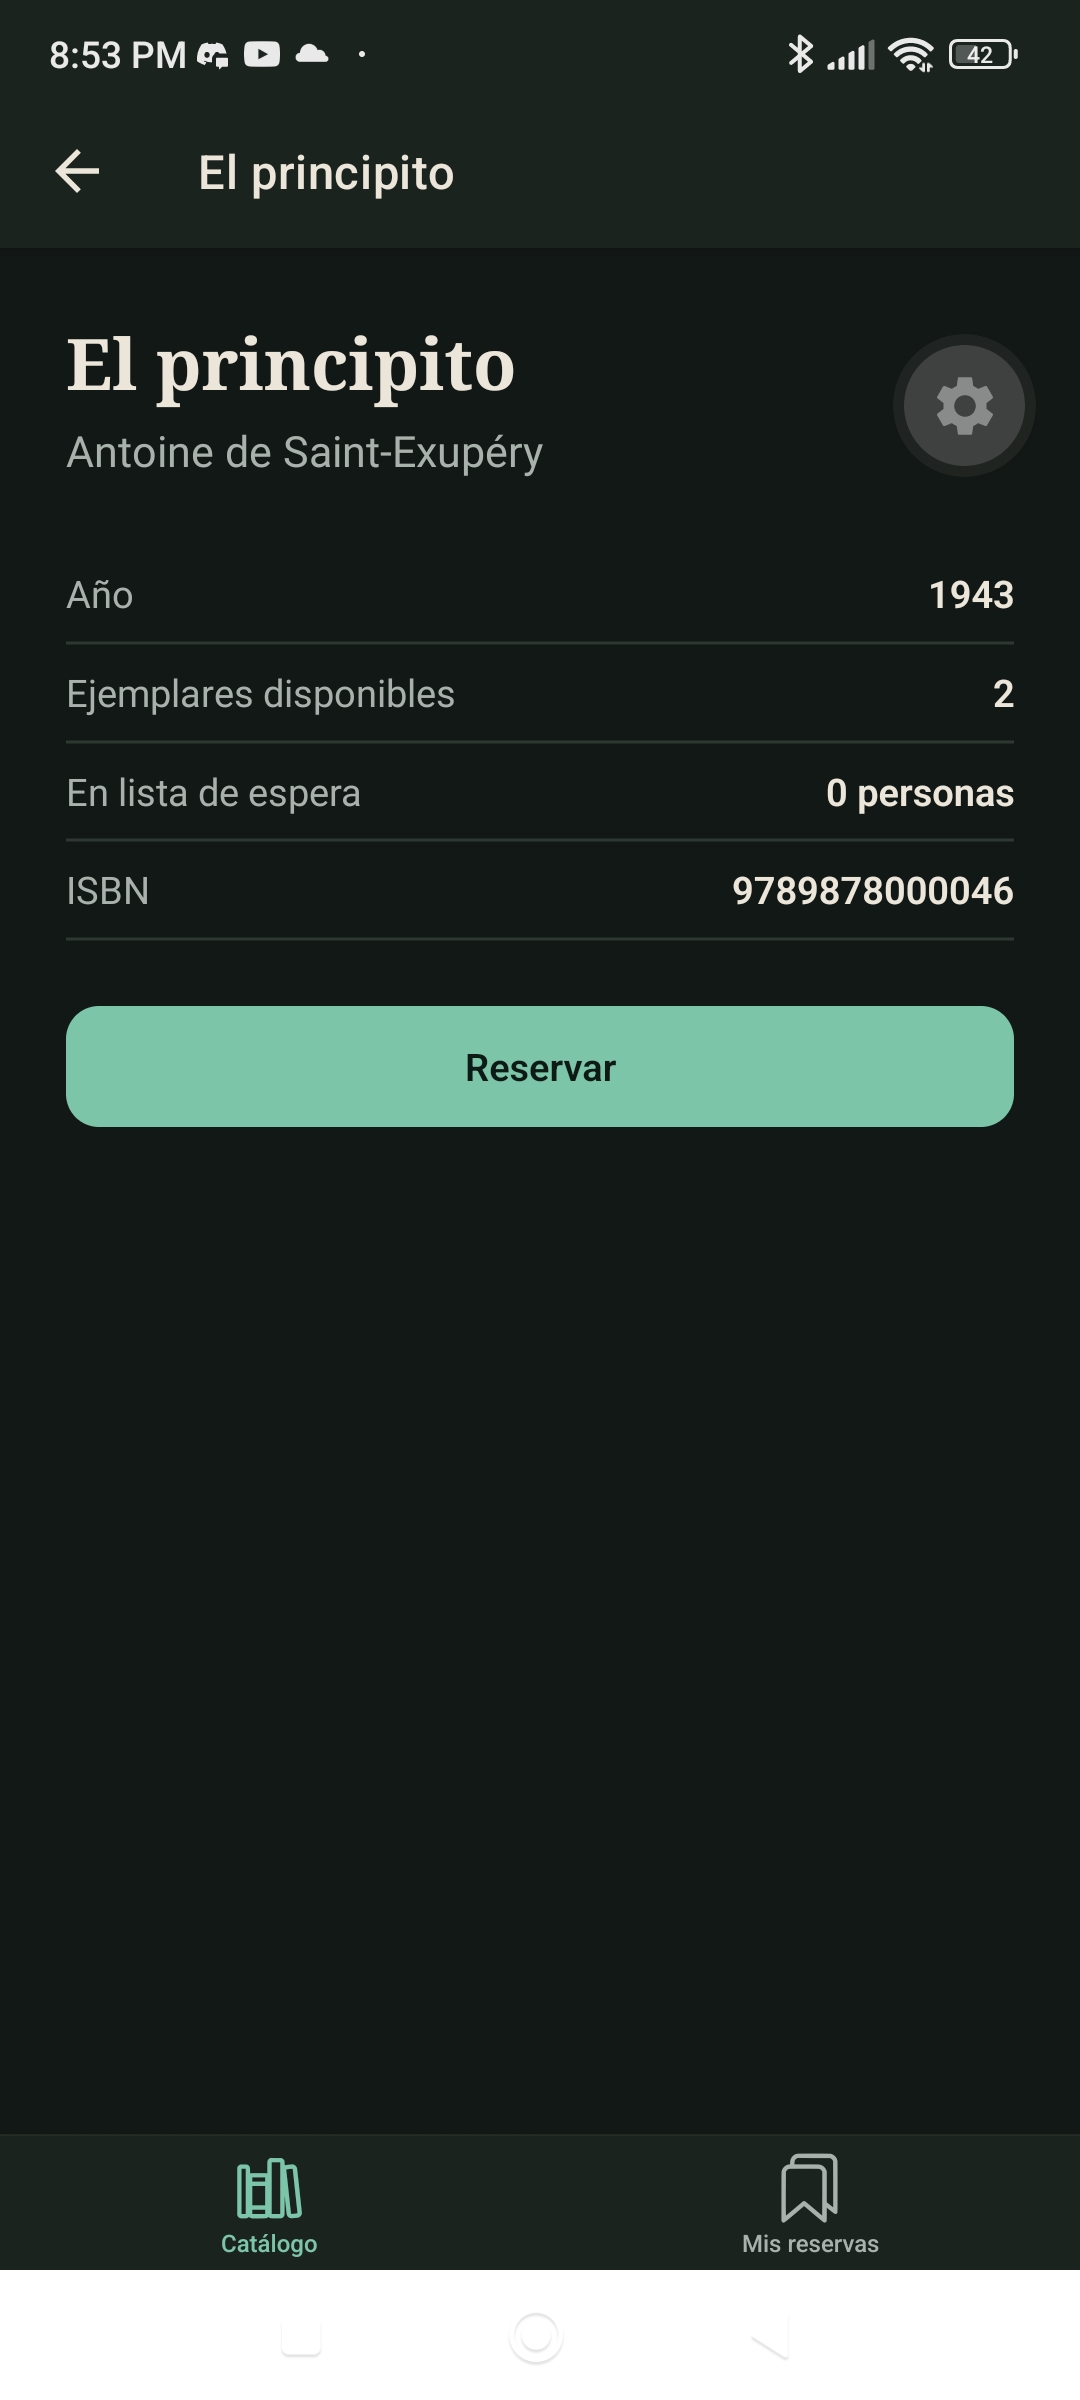 8:53 PM
42
El principito
El principito
Antoine de Saint-Exupéry
Año 1943
Ejemplares disponibles 2
En lista de espera 0 personas
ISBN 9789878000046
Reservar
Catálogo Mis reservas